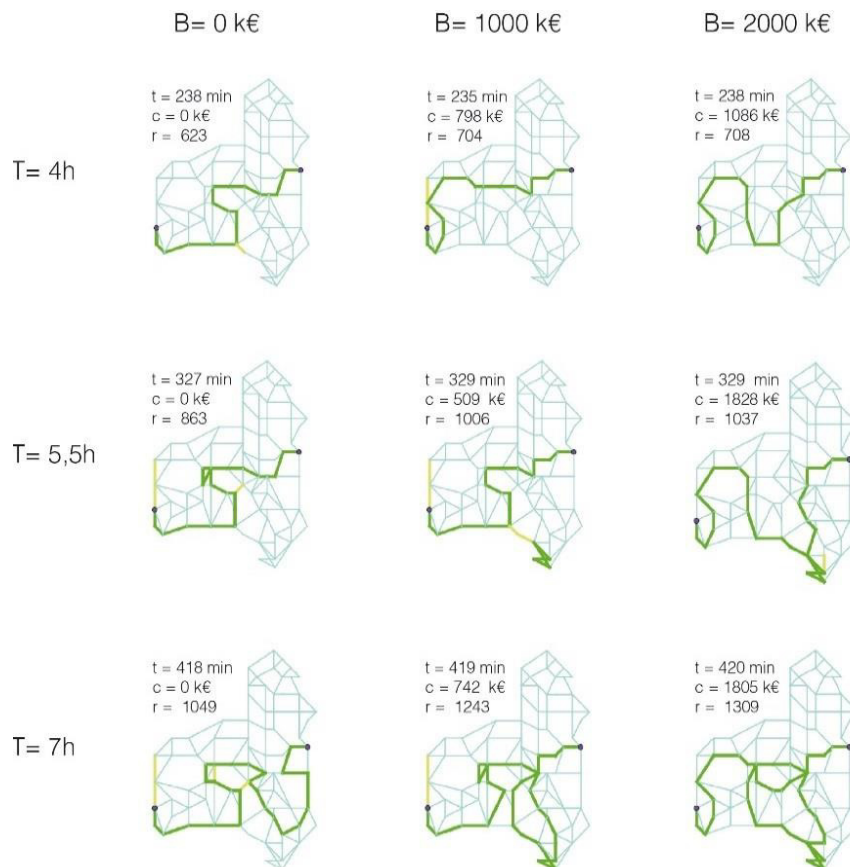 B= 0 k€ B= 1000 k€ B= 2000 k€
T= 4h
t = 238 min
c = 0 k€
r = 623
t = 235 min
c = 798 k€
r = 704
t = 238 min
c = 1086 k€
r = 708
T= 5,5h
t = 327 min
c = 0 k€
r = 863
t = 329 min
c = 509 k€
r = 1006
t = 329 min
c = 1828 k€
r = 1037
T= 7h
t = 418 min
c = 0 k€
r = 1049
t = 419 min
c = 742 k€
r = 1243
t = 420 min
c = 1805 k€
r = 1309